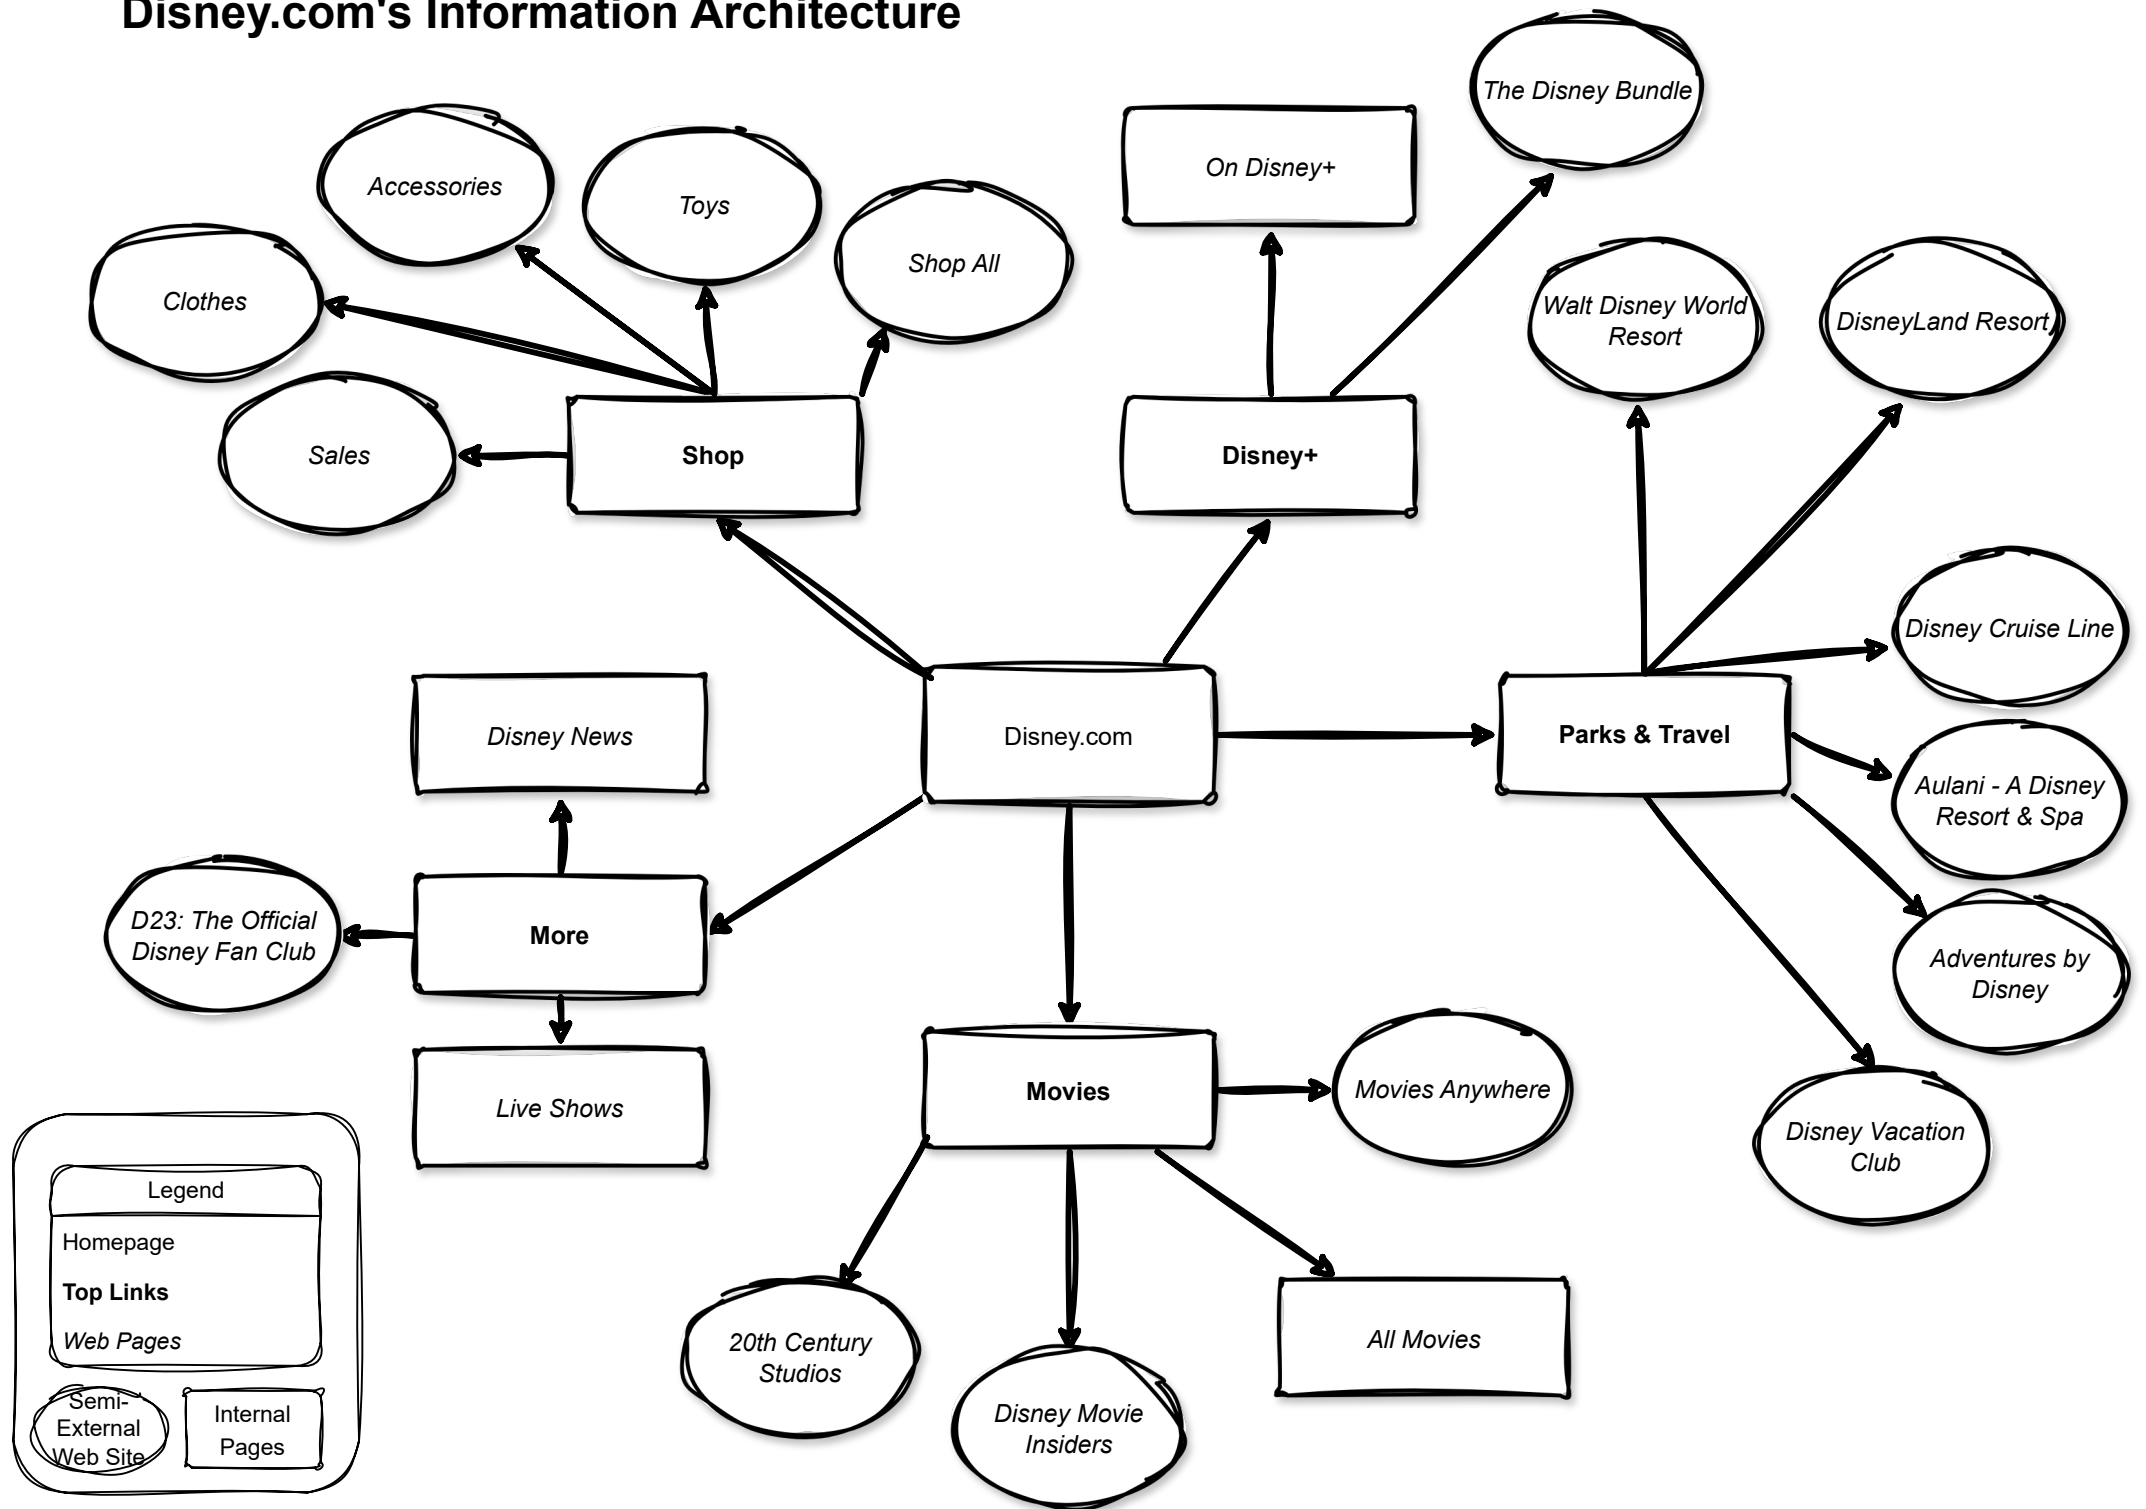 Disney.com's Information Architecture
The Disney Bundle
On Disney+
Accessories
Toys
Shop All
Clothes
Walt Disney World
Resort
DisneyLand Resort
Sales
Shop
Disney+
Disney Cruise Line
Disney News
Disney.com
Parks & Travel
Aulani - A Disney
Resort & Spa
D23: The Official
Disney Fan Club
More
Adventures by
Disney
Live Shows
Movies
Movies Anywhere
Disney Vacation
Club
20th Century
Studios
Disney Movie
Insiders
All Movies
Legend
Homepage
Top Links
Web Pages
Semi-
External
Web Site
Internal
Pages